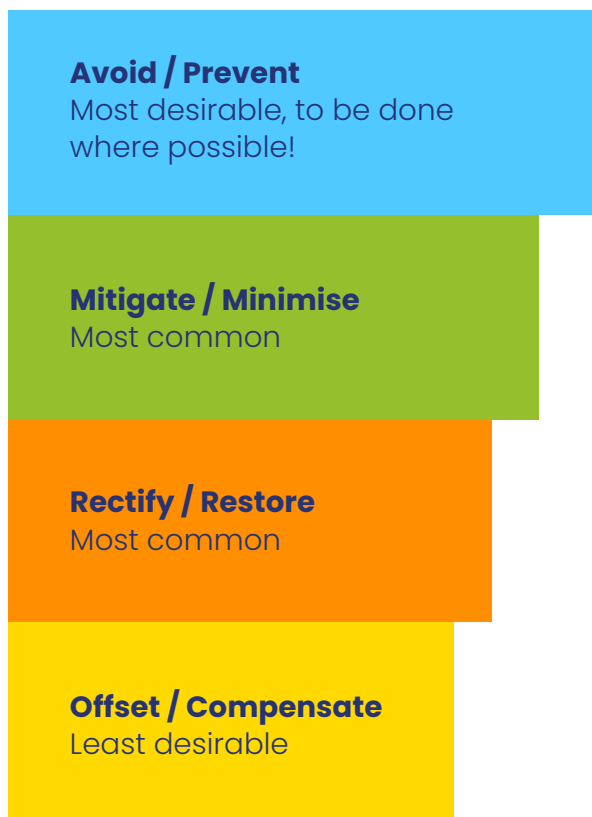 Avoid / Prevent
Most desirable, to be done
where possible!
Mitigate / Minimise
Most common
Rectify / Restore
Most common
Offset / Compensate
Least desirable